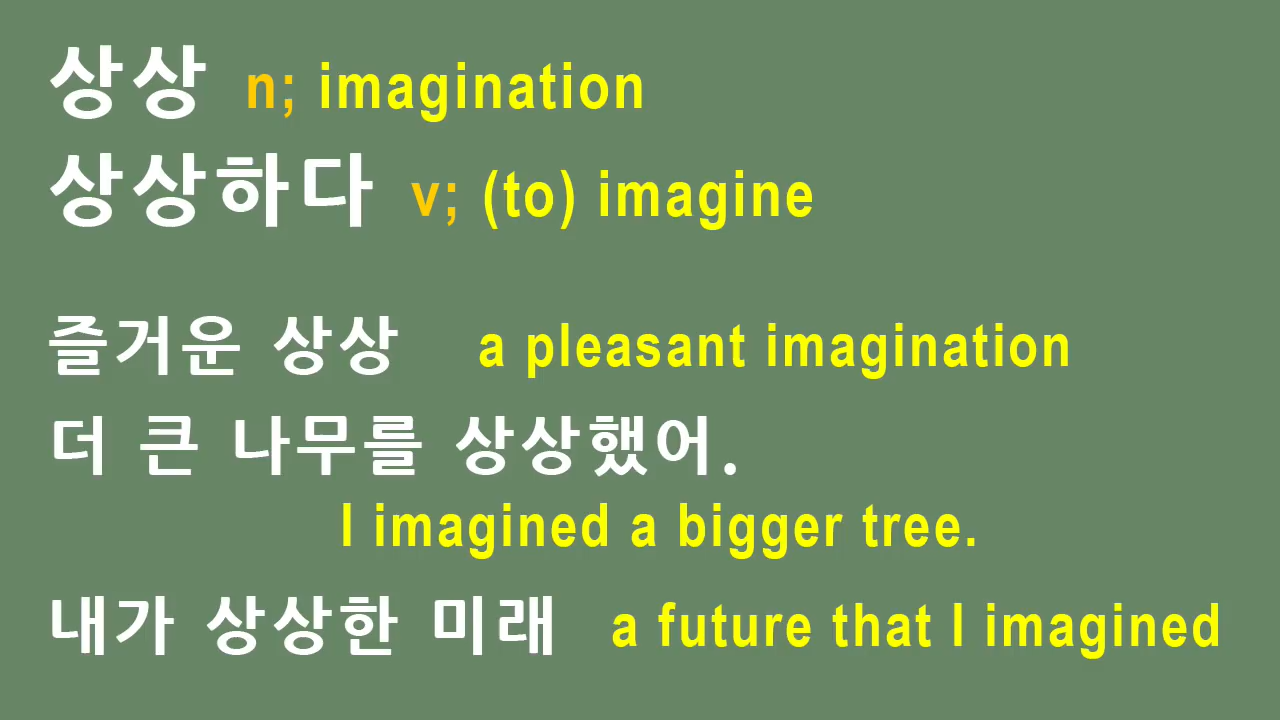 상상 n; imagination
상상하다 v; (to) imagine
즐거운 상상 a pleasant imagination
더 큰 나무를 상상했어.
I imagined a bigger tree.
내가 상상한 미래 a future that I imagined